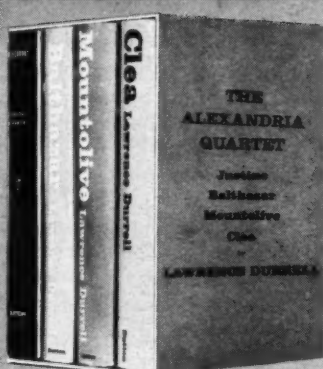 Balthazar
Mountolive Lawrence Durrell
Clea Lawrence Durrell
THE
ALEXANDRIA
QUARTET
Justine
Balthazar
Mountolive
Clea
LAWRENCE DURRELL